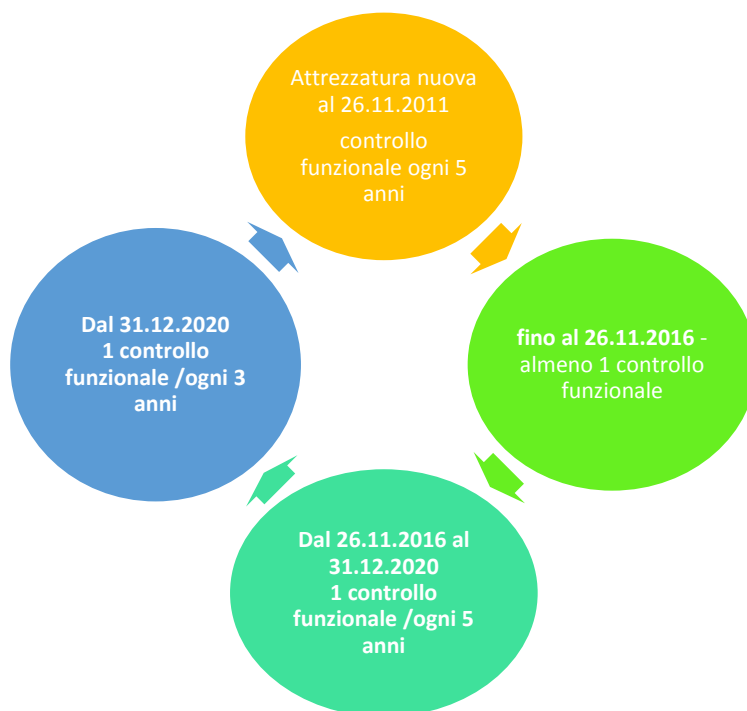 Attrezzatura nuova
al 26.11.2011
controllo
funzionale ogni 5
anni
fino al 26.11.2016 -
almeno 1 controllo
funzionale
Dal 26.11.2016 al
31.12.2020
1 controllo
funzionale /ogni 5
anni
Dal 31.12.2020
1 controllo
funzionale /ogni 3
anni